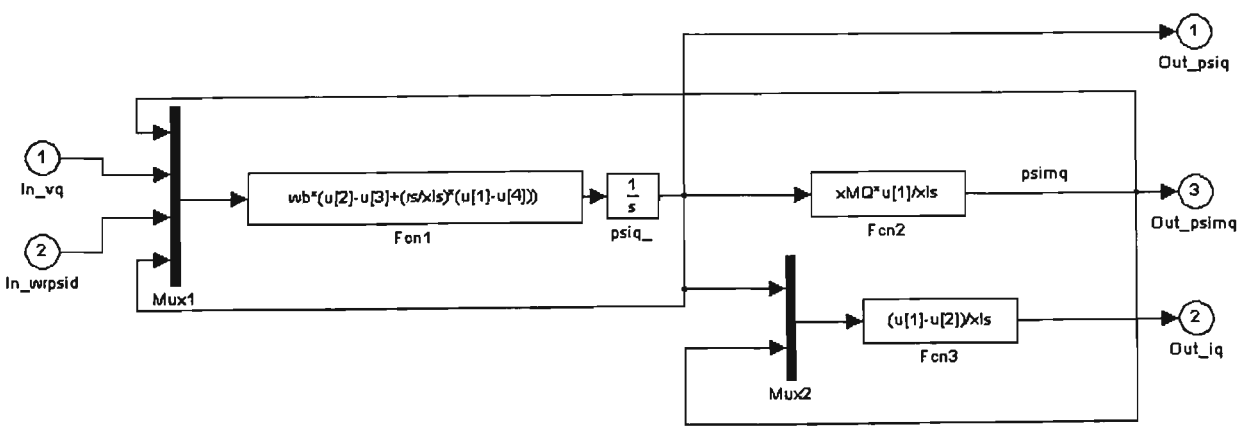 1
Out_psiq
1
In_vq
2
In_wrpsid
Mux1
wb*(u[2]-u[3]+(rs/xls)*(u[1]-u[4]))
Fcn1
1
s
psiq_
xMQ*u[1]/xls
Fcn2
psimq
3
Out_psimq
Mux2
(u[1]-u[2])/xls
Fcn3
2
Out_iq